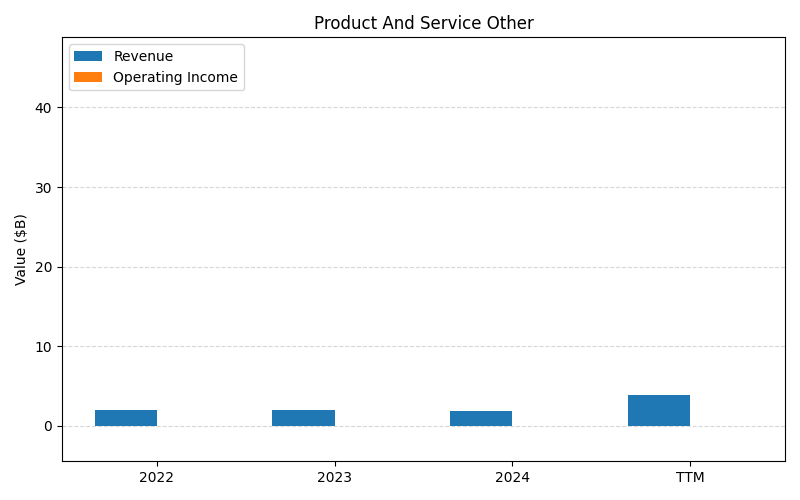 Product And Service Other
Revenue
Operating Income
Value ($B)
40
30
20
10
0
2022
2023
2024
TTM